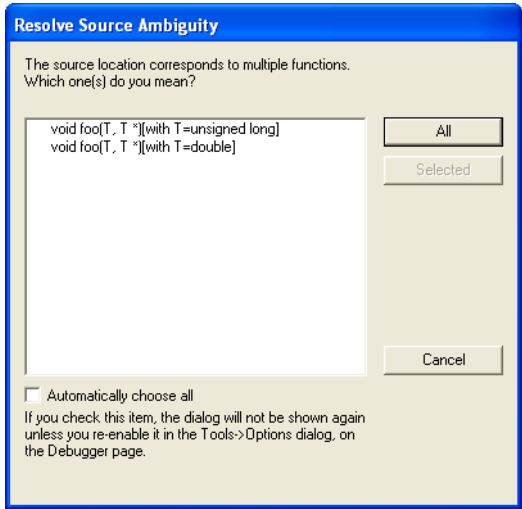 Resolve Source Ambiguity
The source location corresponds to multiple functions.
Which one(s) do you mean?
void foo(T, T *)[with T=unsigned long]
void foo(T, T *)[with T=double]
All
Selected
Cancel
Automatically choose all
If you check this item, the dialog will not be shown again
unless you re-enable it in the Tools->Options dialog, on
the Debugger page.